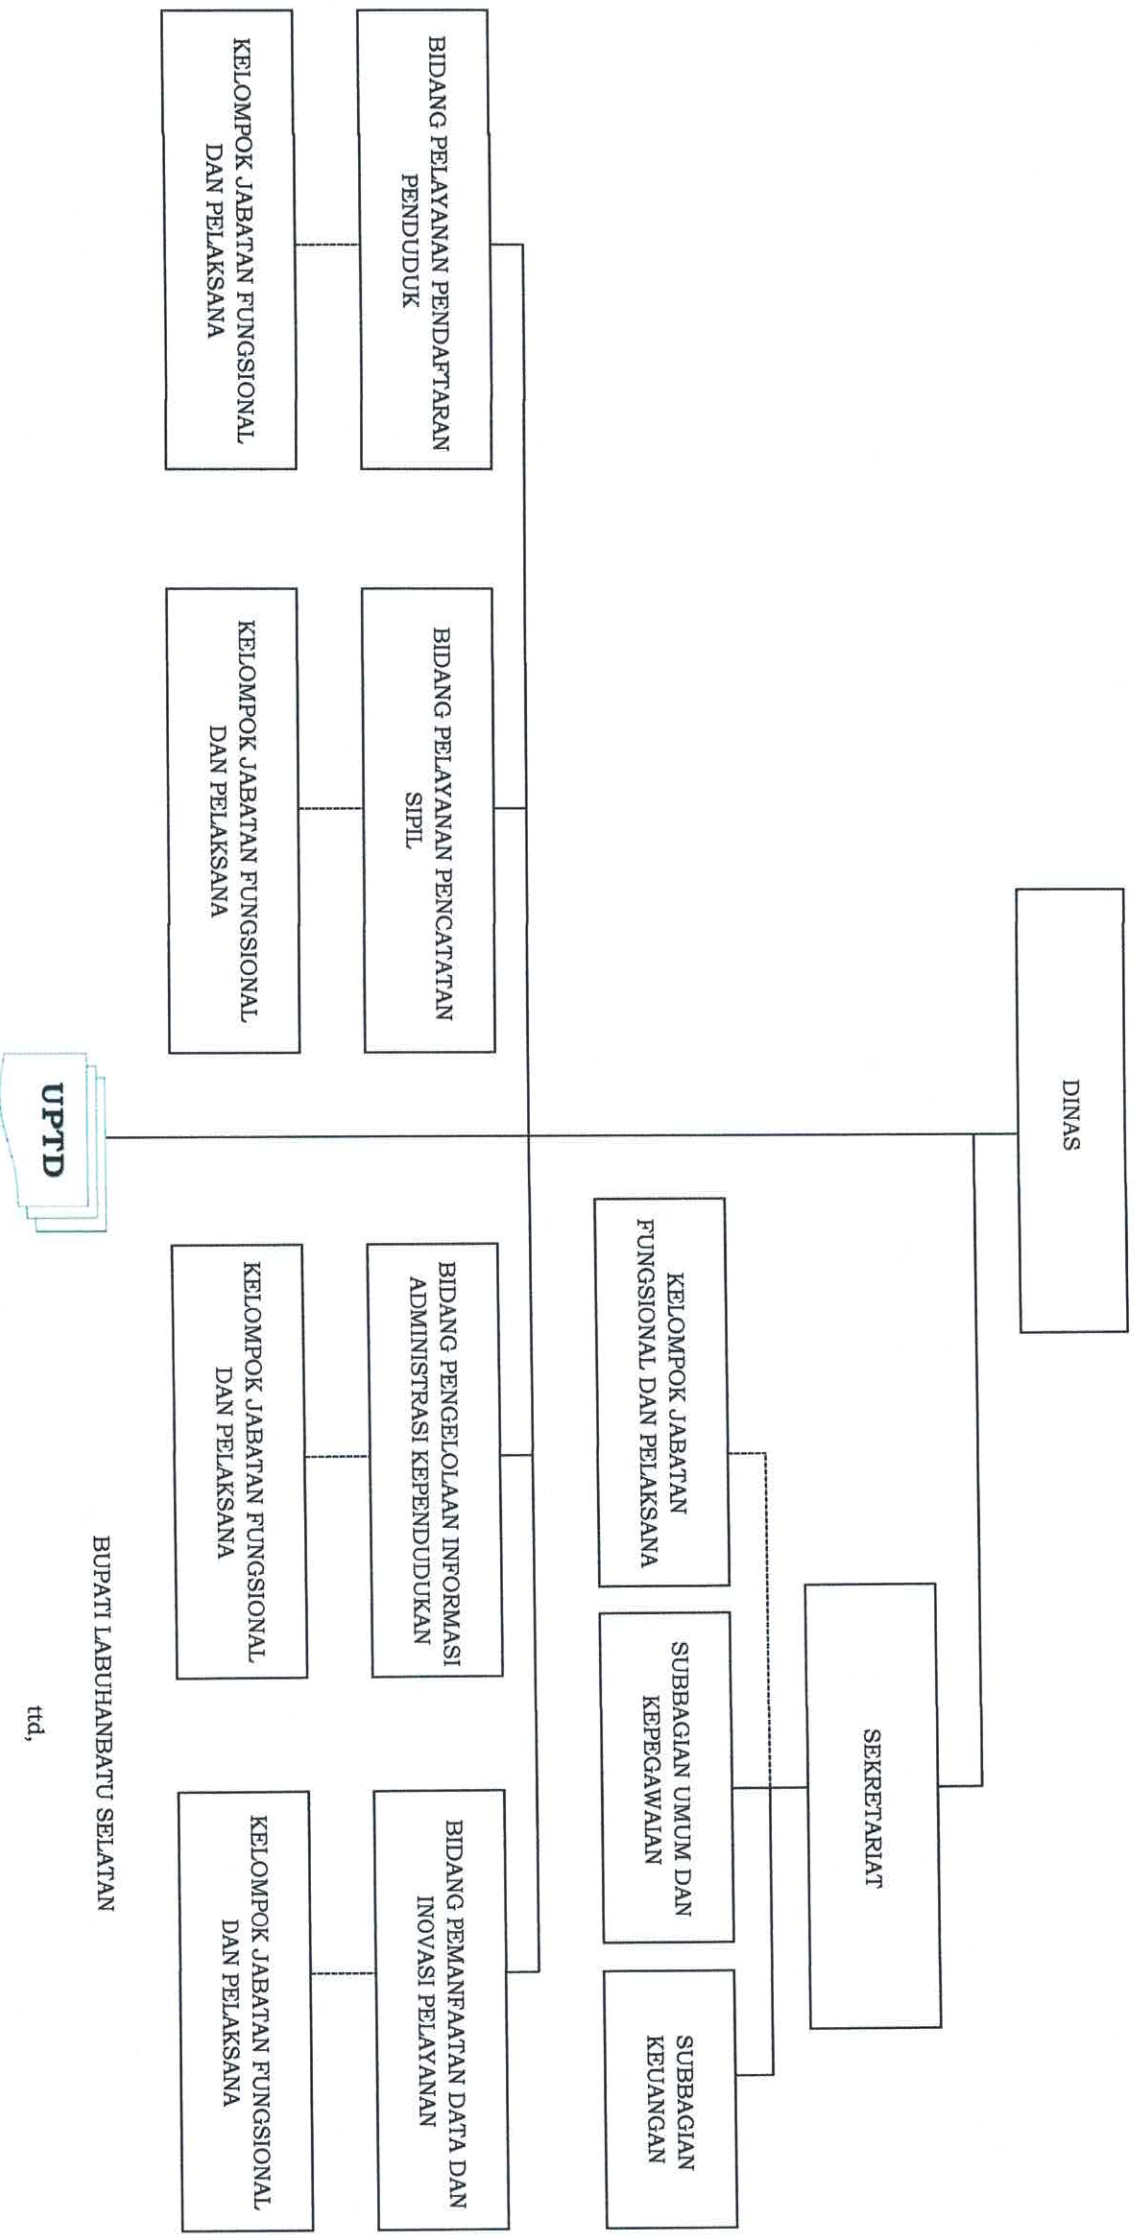 DINAS
SEKRETARIAT
KELOMPOK JABATAN
FUNGSIONAL DAN PELAKSANA
SUBBAGIAN UMUM DAN
KEPEGAWAIAN
SUBBAGIAN
KEUANGAN
BIDANG PELAYANAN PENDAFTARAN
PENDUDUK
BIDANG PELAYANAN PENCATATAN
SIPIL
BIDANG PENGELOLAAN INFORMASI
ADMINISTRASI KEPENDUDUKAN
BIDANG PEMANFAATAN DATA DAN
INOVASI PELAYANAN
KELOMPOK JABATAN FUNGSIONAL
DAN PELAKSANA
KELOMPOK JABATAN FUNGSIONAL
DAN PELAKSANA
KELOMPOK JABATAN FUNGSIONAL
DAN PELAKSANA
KELOMPOK JABATAN FUNGSIONAL
DAN PELAKSANA
UPTD
BUPATI LABUHANBATU SELATAN
ttd,